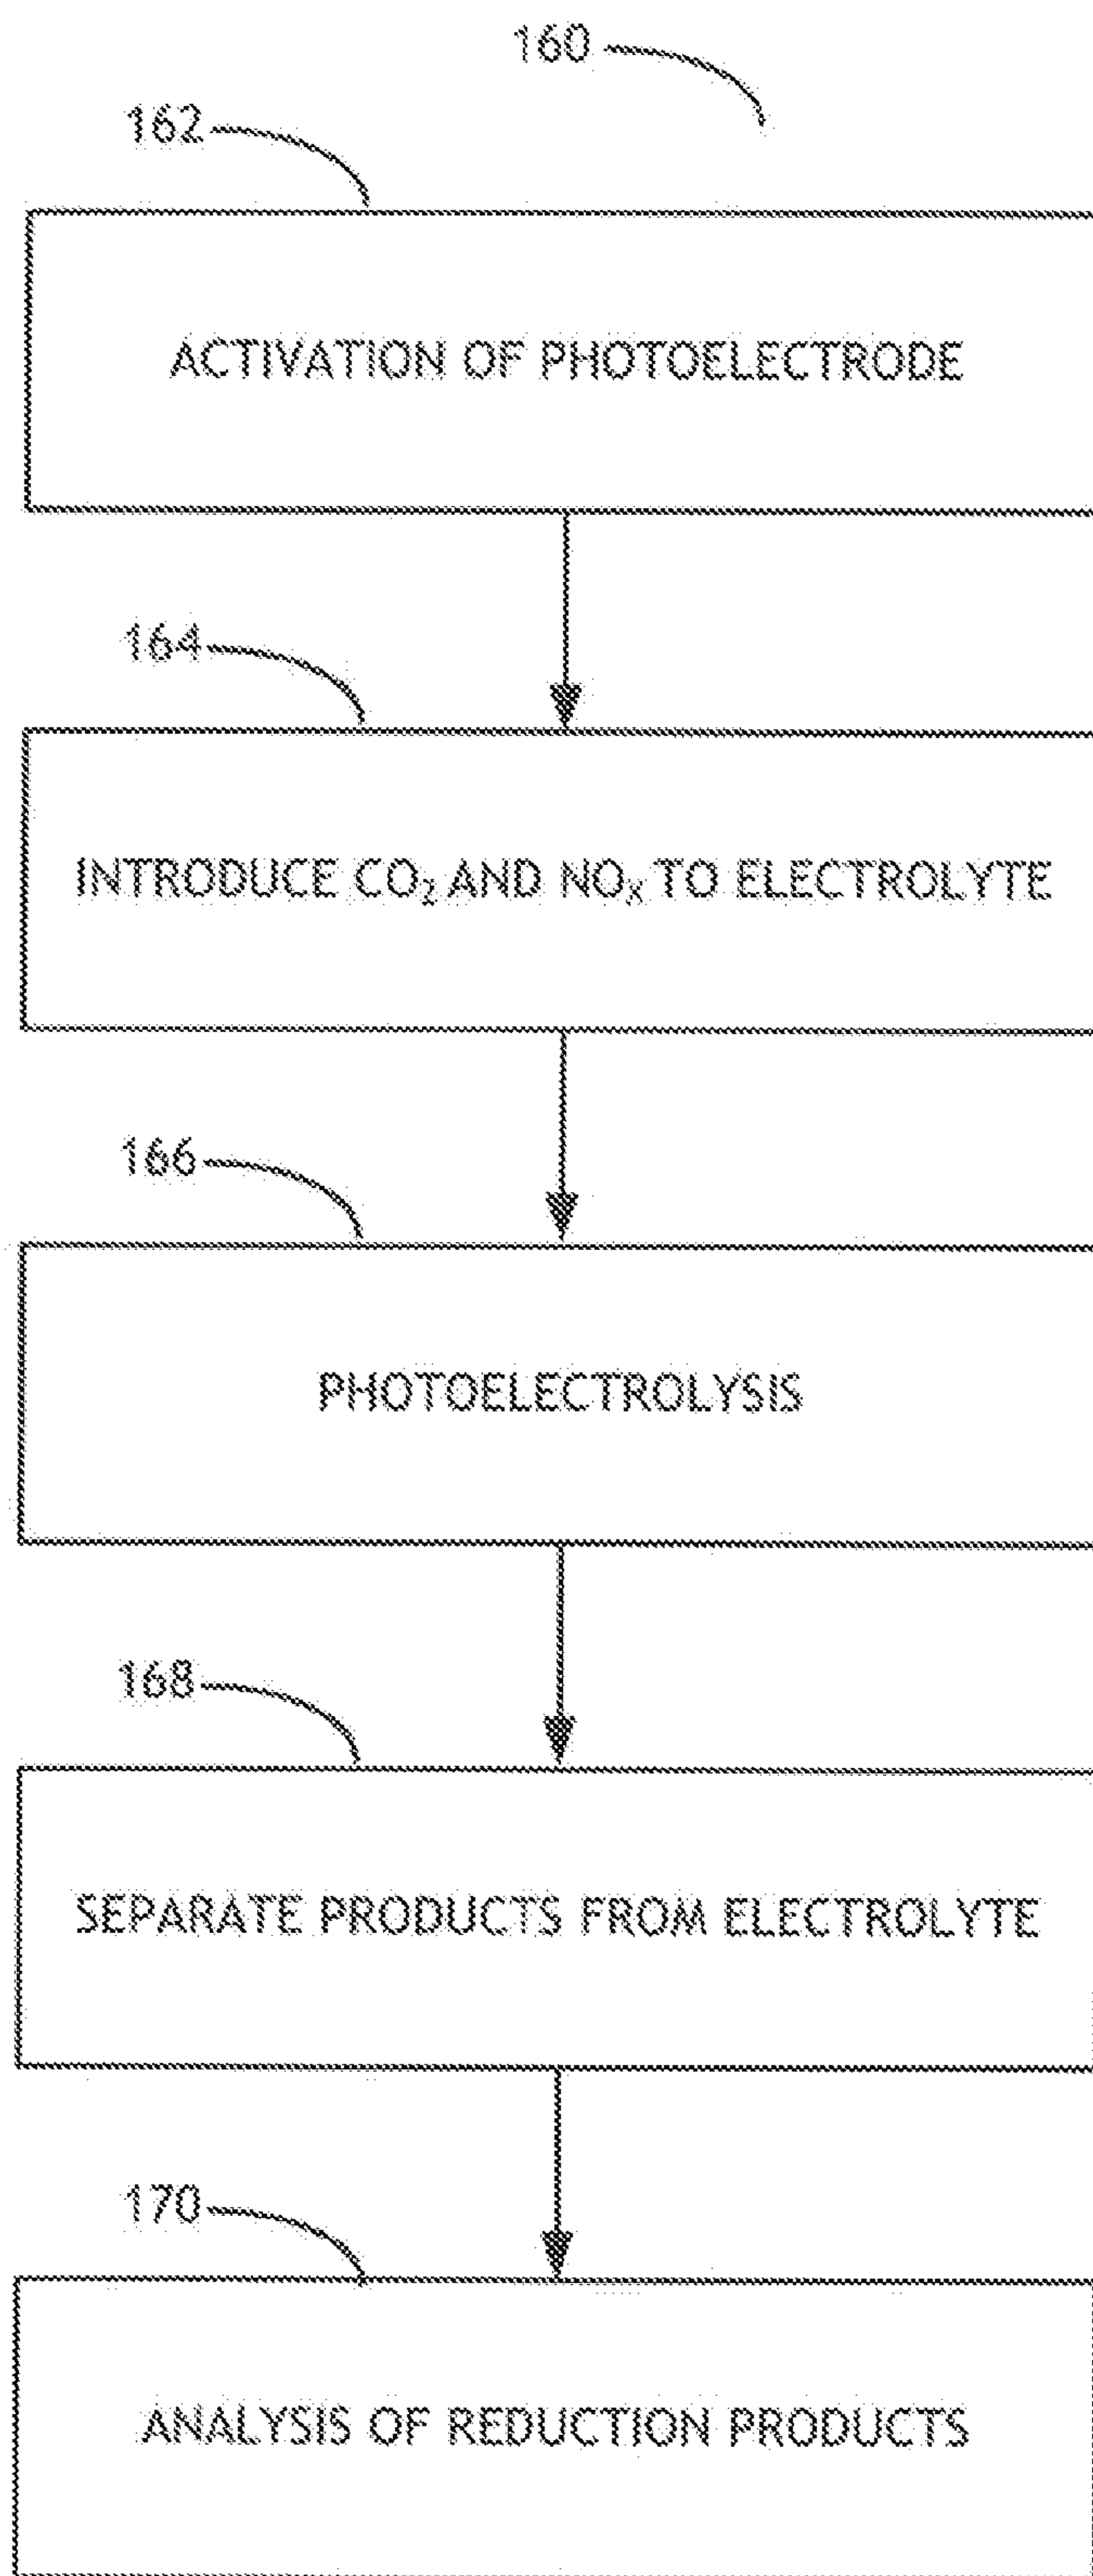 160
162
ACTIVATION OF PHOTOELECTRODE
164
INTRODUCE CO₂ AND NOₓ TO ELECTROLYTE
166
PHOTOELECTROLYSIS
168
SEPARATE PRODUCTS FROM ELECTROLYTE
170
ANALYSIS OF REDUCTION PRODUCTS